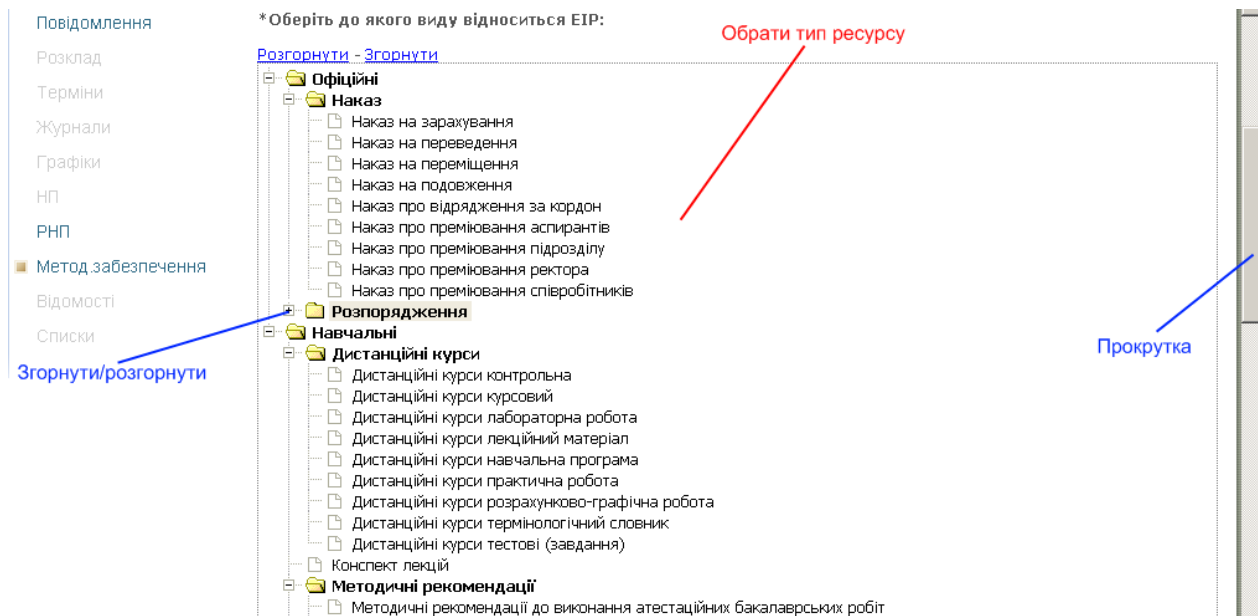 Повідомлення
Розклад
Терміни
Журнали
Графіки
НП
РНП
Метод.забезпечення
Відомості
Списки
Згорнути/розгорнути
*Оберіть до якого виду відноситься ЕІР:
Обрати тип ресурсу
Розгорнути - Згорнути
Офіційні
Наказ
Наказ на зарахування
Наказ на переведення
Наказ на переміщення
Наказ на подовження
Наказ про відрядження за кордон
Наказ про преміювання аспирантів
Наказ про преміювання підрозділу
Наказ про преміювання ректора
Наказ про преміювання співробітників
Розпорядження
Навчальні
Дистанційні курси
Дистанційні курси контрольна
Дистанційні курси курсовий
Дистанційні курси лабораторна робота
Дистанційні курси лекційний матеріал
Дистанційні курси навчальна програма
Дистанційні курси практична робота
Дистанційні курси розрахунково-графічна робота
Дистанційні курси термінологічний словник
Дистанційні курси тестові (завдання)
Конспект лекцій
Методичні рекомендації
Методичні рекомендації до виконання атестаційних бакалаврських робіт
Прокрутка